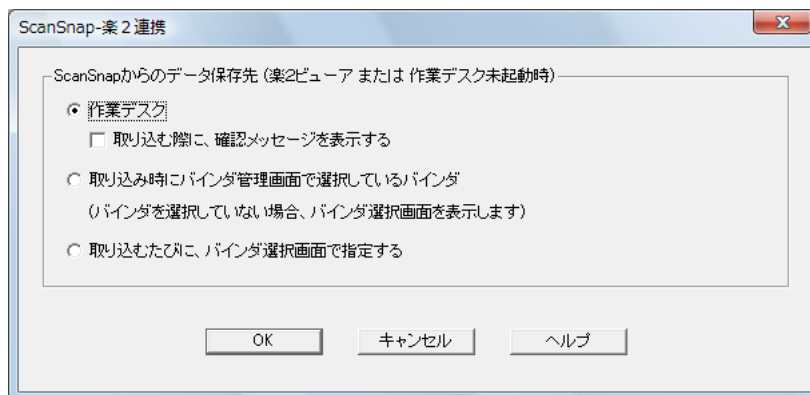 ScanSnap-楽２連携
ScanSnapからのデータ保存先 (楽2ビューア または 作業デスク未起動時)
作業デスク
取り込む際に、確認メッセージを表示する
取り込み時にバインダ管理画面で選択しているバインダ
(バインダを選択していない場合、バインダ選択画面を表示します)
取り込むたびに、バインダ選択画面で指定する
OK
キャンセル
ヘルプ